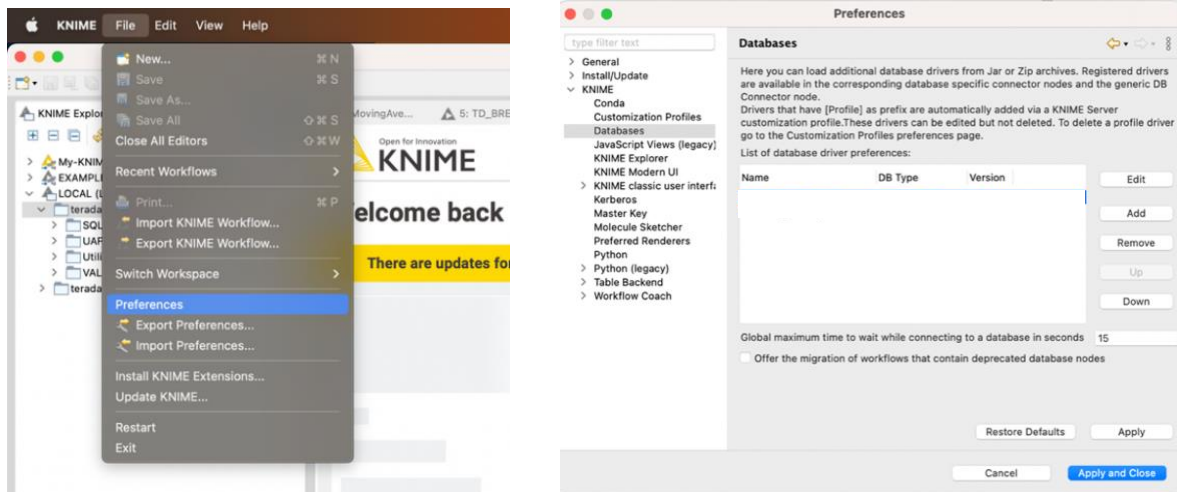 KNIME File Edit View Help
New... ⌘ N
Save ⌘ S
Save As...
Save All ⇧ ⌘ S
Close All Editors ⇧ ⌘ W
Recent Workflows
Print... ⌘ P
Import KNIME Workflow...
Export KNIME Workflow...
Switch Workspace
Preferences
Export Preferences...
Import Preferences...
Install KNIME Extensions...
Update KNIME...
Restart
Exit
KNIME Explor
My-KNIM
EXAMPL
LOCAL (L
terada
SQL
UAF
Utili
VAL
terada
MovingAve... 5: TD_BRE
Open for Innovation
KNIME
elcome back
There are updates fo
Preferences
type filter text
General
Install/Update
KNIME
Conda
Customization Profiles
Databases
JavaScript Views (legacy)
KNIME Explorer
KNIME Modern UI
KNIME classic user interfa
Kerberos
Master Key
Molecule Sketcher
Preferred Renderers
Python
Python (legacy)
Table Backend
Workflow Coach
Databases
Here you can load additional database drivers from Jar or Zip archives. Registered drivers
are available in the corresponding database specific connector nodes and the generic DB
Connector node.
Drivers that have [Profile] as prefix are automatically added via a KNIME Server
customization profile.These drivers can be edited but not deleted. To delete a profile driver
go to the Customization Profiles preferences page.
List of database driver preferences:
Name DB Type Version
Edit
Add
Remove
Up
Down
Global maximum time to wait while connecting to a database in seconds 15
Offer the migration of workflows that contain deprecated database nodes
Restore Defaults Apply
Cancel Apply and Close